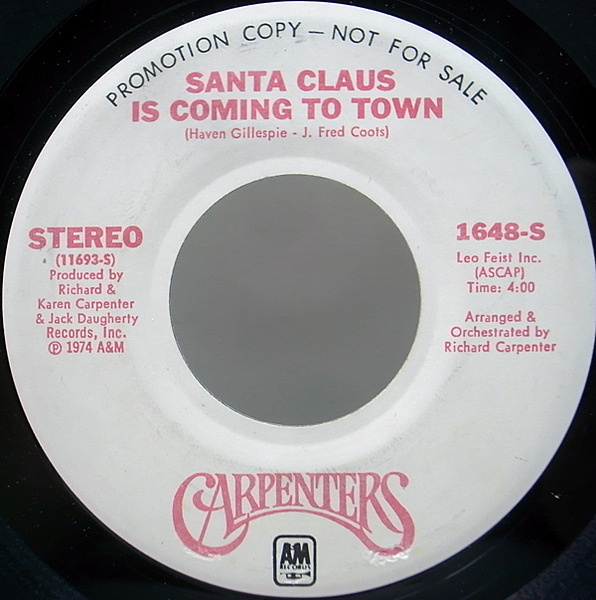 PROMOTION COPY — NOT FOR SALE
SANTA CLAUS
IS COMING TO TOWN
(Haven Gillespie - J. Fred Coots)
STEREO
(11693-S)
Produced by
Richard &
Karen Carpenter
& Jack Daugherty
Records, Inc.
Ⓟ 1974 A&M
1648-S
Leo Feist Inc.
(ASCAP)
Time: 4:00
Arranged &
Orchestrated by
Richard Carpenter
CARPENTERS
A&M
RECORDS